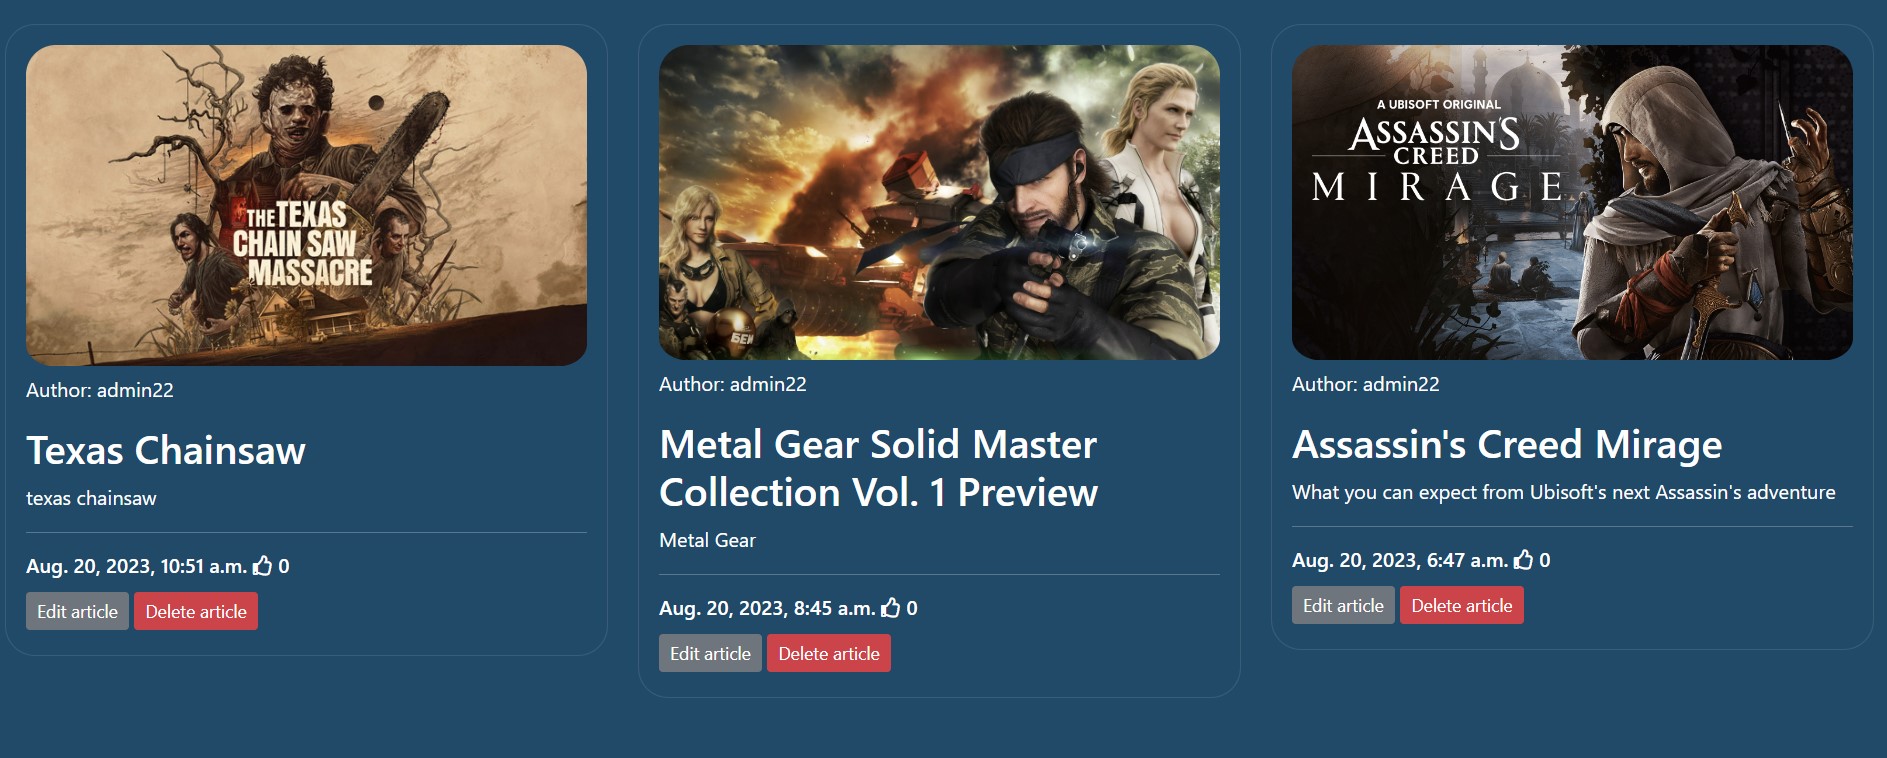 THE TEXAS
CHAIN SAW
MASSACRE
Author: admin22
Texas Chainsaw
texas chainsaw
Aug. 20, 2023, 10:51 a.m. 0
Edit article Delete article
БЕН
Author: admin22
Metal Gear Solid Master
Collection Vol. 1 Preview
Metal Gear
Aug. 20, 2023, 8:45 a.m. 0
Edit article Delete article
A UBISOFT ORIGINAL
ASSASSIN'S
CREED
MIRAGE
Author: admin22
Assassin's Creed Mirage
What you can expect from Ubisoft's next Assassin's adventure
Aug. 20, 2023, 6:47 a.m. 0
Edit article Delete article